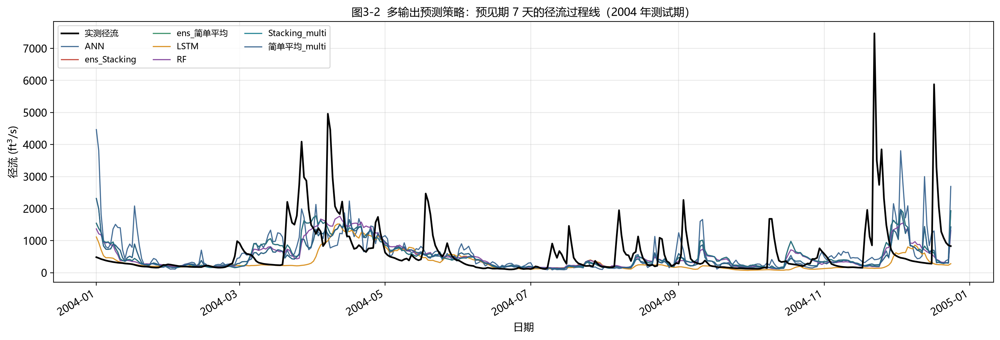 图3-2 多输出预测策略：预见期 7 天的径流过程线（2004 年测试期）
实测径流
ANN
ens_Stacking
ens_简单平均
LSTM
RF
Stacking_multi
简单平均_multi
径流 (ft³/s)
7000
6000
5000
4000
3000
2000
1000
0
2004-01
2004-03
2004-05
2004-07
2004-09
2004-11
2005-01
日期